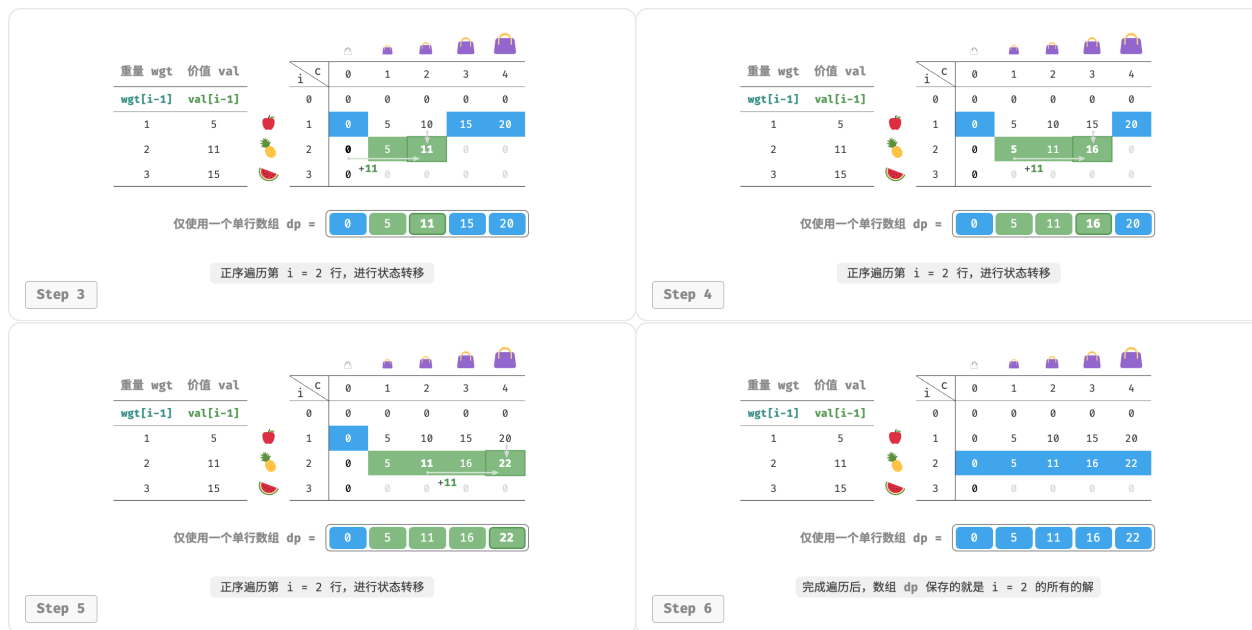 重量 wgt 价值 val
i c 0 1 2 3 4
wgt[i-1] val[i-1]
0 0 0 0 0 0
1 5
1 0 5 10 15 20
2 11
2 0 5 11 0 0
+11
3 15
3 0 0 0 0 0
仅使用一个单行数组 dp = 0 5 11 15 20
正序遍历第 i = 2 行，进行状态转移
Step 3
重量 wgt 价值 val
i c 0 1 2 3 4
wgt[i-1] val[i-1]
0 0 0 0 0 0
1 5
1 0 5 10 15 20
2 11
2 0 5 11 16 0
+11
3 15
3 0 0 0 0 0
仅使用一个单行数组 dp = 0 5 11 16 20
正序遍历第 i = 2 行，进行状态转移
Step 4
重量 wgt 价值 val
i c 0 1 2 3 4
wgt[i-1] val[i-1]
0 0 0 0 0 0
1 5
1 0 5 10 15 20
2 11
2 0 5 11 16 22
+11
3 15
3 0 0 0 0 0
仅使用一个单行数组 dp = 0 5 11 16 22
正序遍历第 i = 2 行，进行状态转移
Step 5
重量 wgt 价值 val
i c 0 1 2 3 4
wgt[i-1] val[i-1]
0 0 0 0 0 0
1 5
1 0 5 10 15 20
2 11
2 0 5 11 16 22
3 15
3 0 0 0 0 0
仅使用一个单行数组 dp = 0 5 11 16 22
完成遍历后，数组 dp 保存的就是 i = 2 的所有的解
Step 6